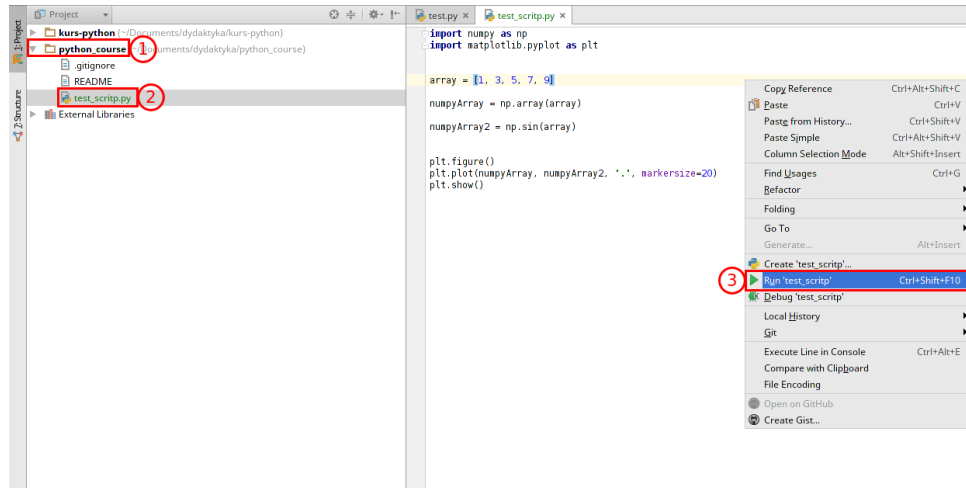 1: Project
7: Structure
Project
kurs-python (~/Documents/dydaktyka/kurs-python)
python_course (~/Documents/dydaktyka/python_course)
1
.gitignore
README
test_scritp.py
2
External Libraries
test.py
test_scritp.py
import numpy as np
import matplotlib.pyplot as plt
array = [1, 3, 5, 7, 9]
numpyArray = np.array(array)
numpyArray2 = np.sin(array)
plt.figure()
plt.plot(numpyArray, numpyArray2, '.', markersize=20)
plt.show()
Copy Reference Ctrl+Alt+Shift+C
Paste Ctrl+V
Paste from History... Ctrl+Shift+V
Paste Simple Ctrl+Alt+Shift+V
Column Selection Mode Alt+Shift+Insert
Find Usages Ctrl+G
Refactor
Folding
Go To
Generate... Alt+Insert
Create 'test_scritp'...
3
Run 'test_scritp' Ctrl+Shift+F10
Debug 'test_scritp'
Local History
Git
Execute Line in Console Ctrl+Alt+E
Compare with Clipboard
File Encoding
Open on GitHub
Create Gist...